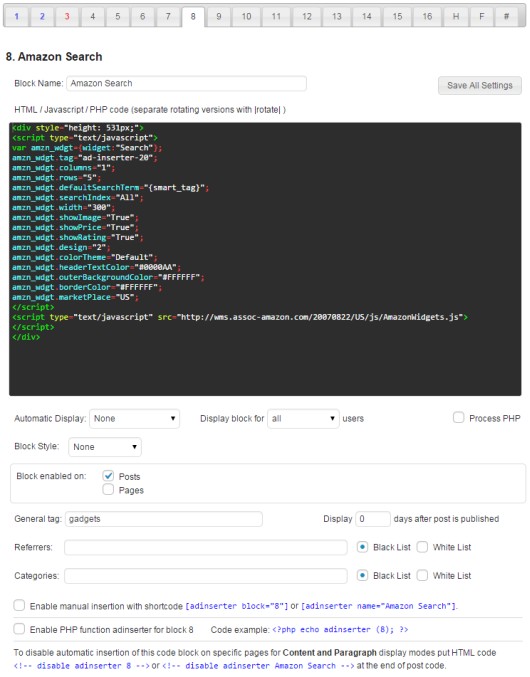 1 2 3 4 5 6 7 8 9 10 11 12 13 14 15 16 H F #
8. Amazon Search
Block Name: Amazon Search Save All Settings
HTML / Javascript / PHP code (separate rotating versions with |rotate| )
<div style="height: 531px;">
<script type="text/javascript">
var amzn_wdgt={widget:"Search"};
amzn_wdgt.tag="ad-inserter-20";
amzn_wdgt.columns="1";
amzn_wdgt.rows="5";
amzn_wdgt.defaultSearchTerm="{smart_tag}";
amzn_wdgt.searchIndex="All";
amzn_wdgt.width="300";
amzn_wdgt.showImage="True";
amzn_wdgt.showPrice="True";
amzn_wdgt.showRating="True";
amzn_wdgt.design="2";
amzn_wdgt.colorTheme="Default";
amzn_wdgt.headerTextColor="#0000AA";
amzn_wdgt.outerBackgroundColor="#FFFFFF";
amzn_wdgt.borderColor="#FFFFFF";
amzn_wdgt.marketPlace="US";
</script>
<script type="text/javascript" src="http://wms.assoc-amazon.com/20070822/US/js/AmazonWidgets.js">
</script>
</div>
Automatic Display: None Display block for all users Process PHP
Block Style: None
Block enabled on: Posts
Pages
General tag: gadgets Display 0 days after post is published
Referrers: Black List White List
Categories: Black List White List
Enable manual insertion with shortcode [adinserter block="8"] or [adinserter name="Amazon Search"].
Enable PHP function adinserter for block 8 Code example: <?php echo adinserter (8); ?>
To disable automatic insertion of this code block on specific pages for Content and Paragraph display modes put HTML code
<!-- disable adinserter 8 --> or <!-- disable adinserter Amazon Search --> at the end of post code.